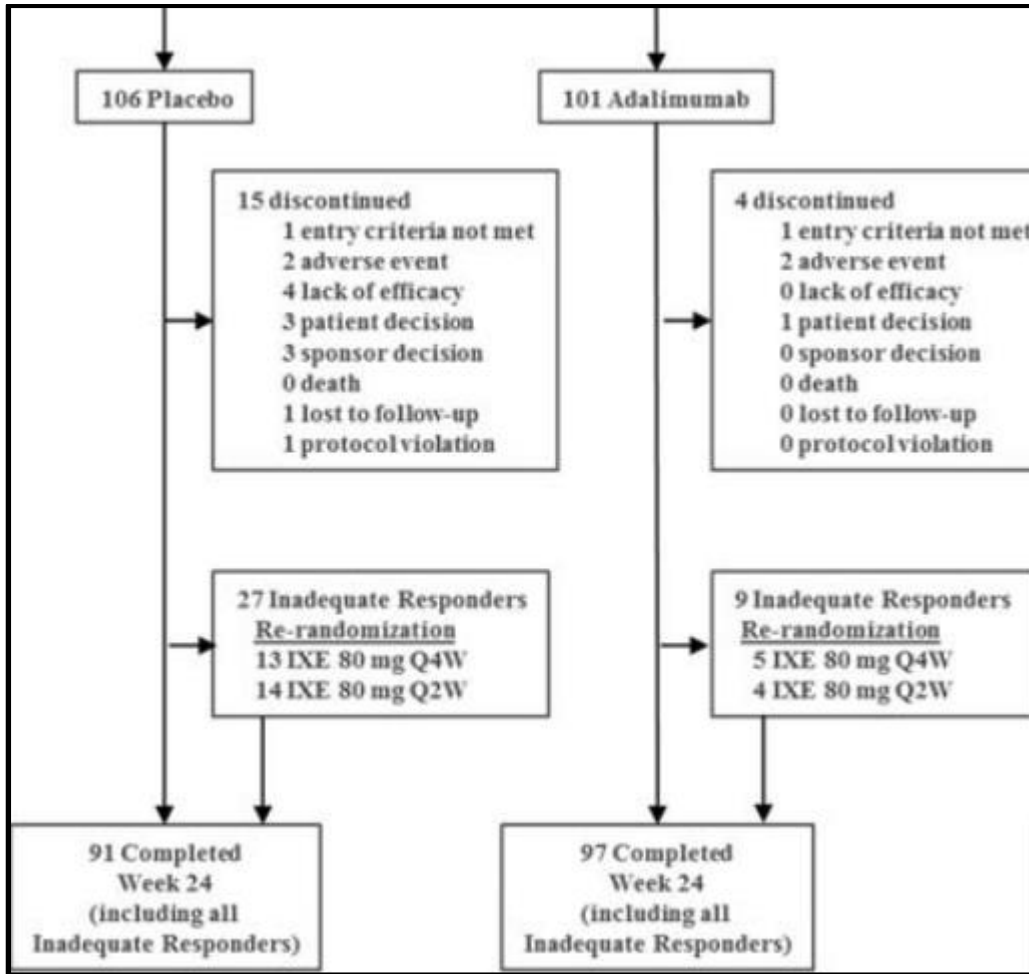 106 Placebo
101 Adalimumab
15 discontinued
1 entry criteria not met
2 adverse event
4 lack of efficacy
3 patient decision
3 sponsor decision
0 death
1 lost to follow-up
1 protocol violation
4 discontinued
1 entry criteria not met
2 adverse event
0 lack of efficacy
1 patient decision
0 sponsor decision
0 death
0 lost to follow-up
0 protocol violation
27 Inadequate Responders
Re-randomization
13 IXE 80 mg Q4W
14 IXE 80 mg Q2W
9 Inadequate Responders
Re-randomization
5 IXE 80 mg Q4W
4 IXE 80 mg Q2W
91 Completed
Week 24
(including all
Inadequate Responders)
97 Completed
Week 24
(including all
Inadequate Responders)